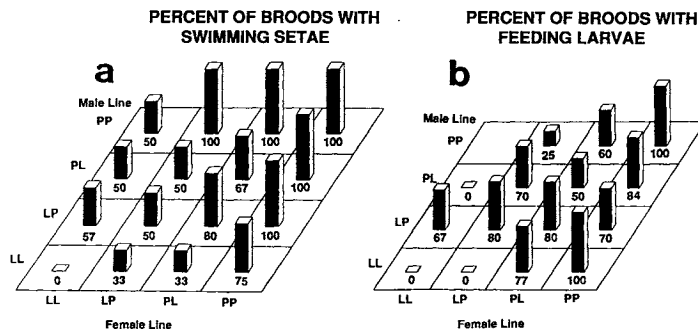 PERCENT OF BROODS WITH
SWIMMING SETAE
a
Male Line
PP
50 100 100 100
PL
50 50 67 100
LP
57 50 80 100
LL
0 33 33 75
LL LP PL PP
Female Line
PERCENT OF BROODS WITH
FEEDING LARVAE
b
Male Line
PP
25 60 100
PL
0 70 50 84
LP
67 80 80 70
LL
0 0 77 100
LL LP PL PP
Female Line